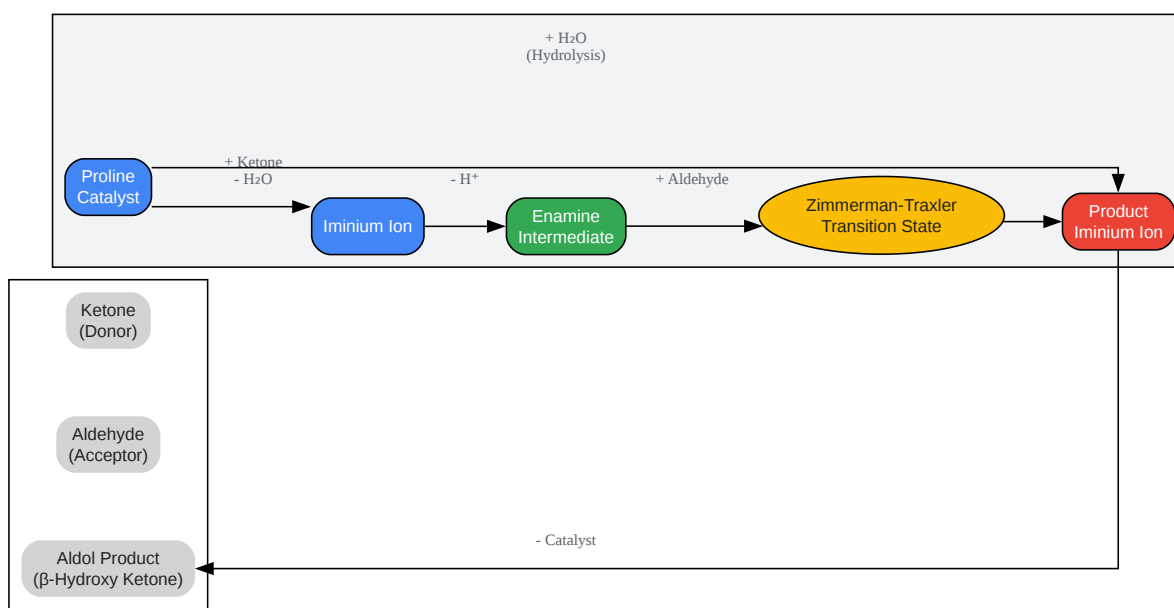 + H₂O
(Hydrolysis)
Proline
Catalyst
+ Ketone
- H₂O
Iminium Ion
- H⁺
Enamine
Intermediate
+ Aldehyde
Zimmerman-Traxler
Transition State
Product
Iminium Ion
Ketone
(Donor)
Aldehyde
(Acceptor)
Aldol Product
(β-Hydroxy Ketone)
- Catalyst